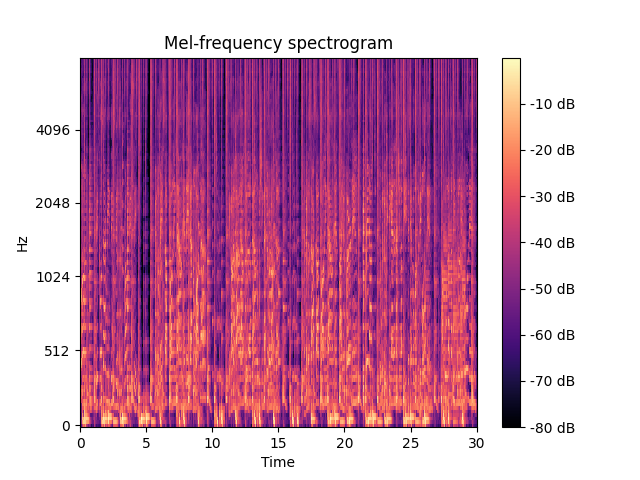 Mel-frequency spectrogram
Hz
4096
2048
1024
512
0
0 5 10 15 20 25 30
Time
-10 dB
-20 dB
-30 dB
-40 dB
-50 dB
-60 dB
-70 dB
-80 dB